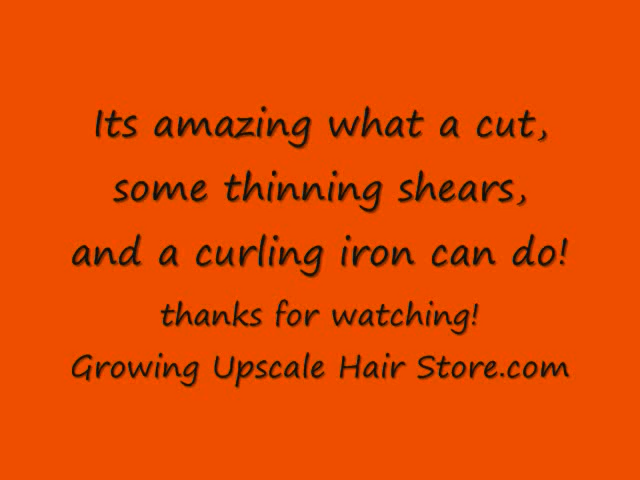 Its amazing what a cut,
some thinning shears,
and a curling iron can do!
thanks for watching!
Growing Upscale Hair Store.com